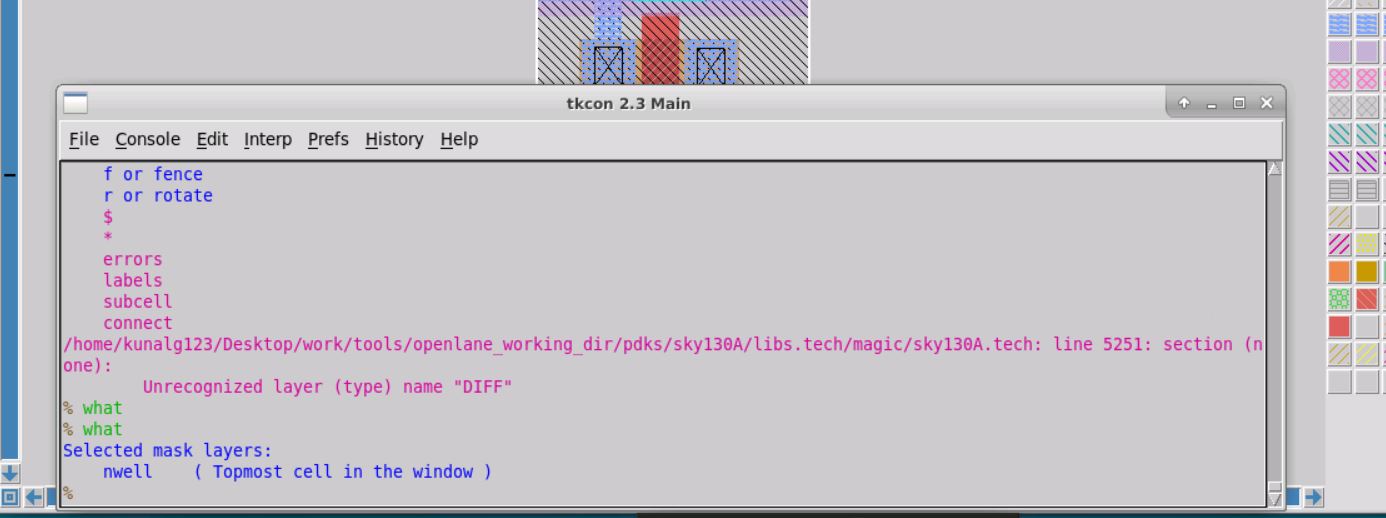 tkcon 2.3 Main
File Console Edit Interp Prefs History Help
f or fence
r or rotate
$
*
errors
labels
subcell
connect
/home/kunalg123/Desktop/work/tools/openlane_working_dir/pdks/sky130A/libs.tech/magic/sky130A.tech: line 5251: section (n
one):
Unrecognized layer (type) name "DIFF"
% what
% what
Selected mask layers:
nwell ( Topmost cell in the window )
%